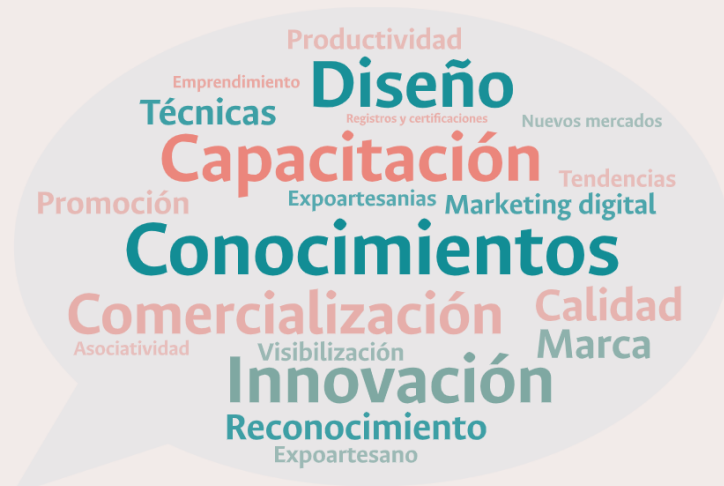 Productividad
Emprendimiento
Diseño
Técnicas
Registros y certificaciones
Nuevos mercados
Capacitación
Tendencias
Promoción
Expoartesanias
Marketing digital
Conocimientos
Comercialización
Calidad
Asociatividad
Visibilización
Marca
Innovación
Reconocimiento
Expoartesano